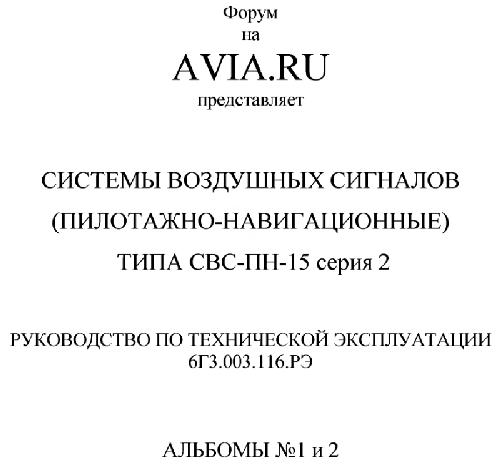 Форум
на
AVIA.RU
представляет
СИСТЕМЫ ВОЗДУШНЫХ СИГНАЛОВ
(ПИЛОТАЖНО-НАВИГАЦИОННЫЕ)
ТИПА СВС-ПН-15 серия 2
РУКОВОДСТВО ПО ТЕХНИЧЕСКОЙ ЭКСПЛУАТАЦИИ
6Г3.003.116.РЭ
АЛЬБОМЫ №1 и 2